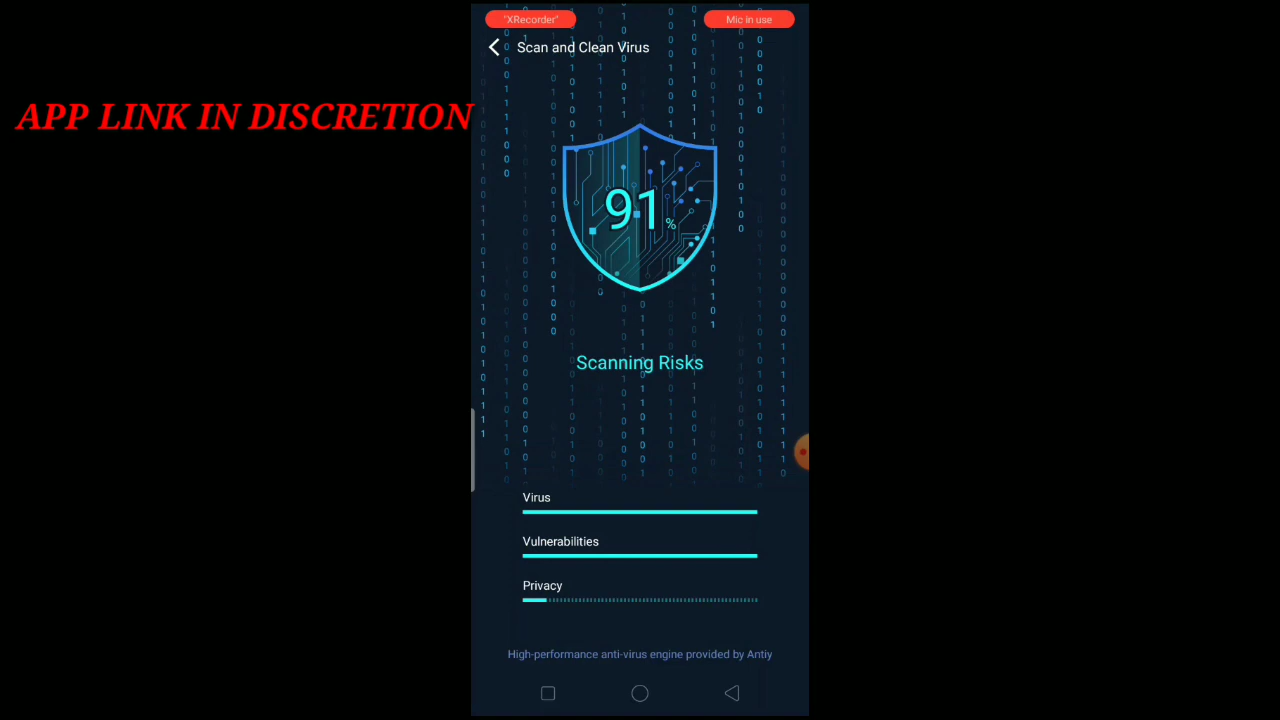 "XRecorder" Mic in use
Scan and Clean Virus
APP LINK IN DISCRETION
91%
Scanning Risks
Virus
Vulnerabilities
Privacy
High-performance anti-virus engine provided by Antiy